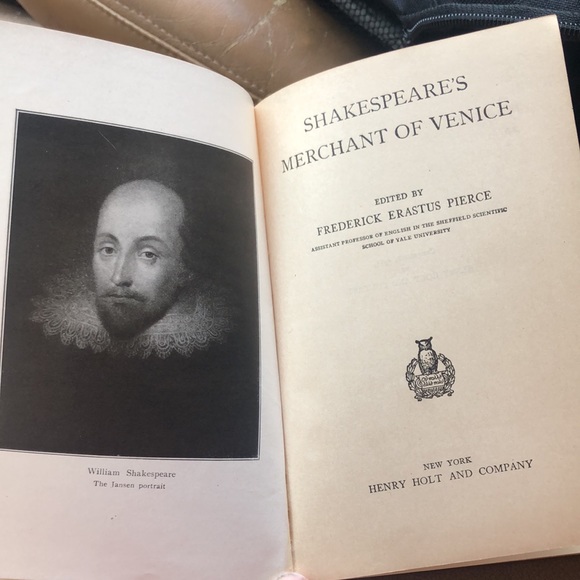 William Shakespeare
The Jansen portrait
SHAKESPEARE'S
MERCHANT OF VENICE
EDITED BY
FREDERICK ERASTUS PIERCE
ASSISTANT PROFESSOR OF ENGLISH IN THE SHEFFIELD SCIENTIFIC
SCHOOL OF YALE UNIVERSITY
NEW YORK
HENRY HOLT AND COMPANY